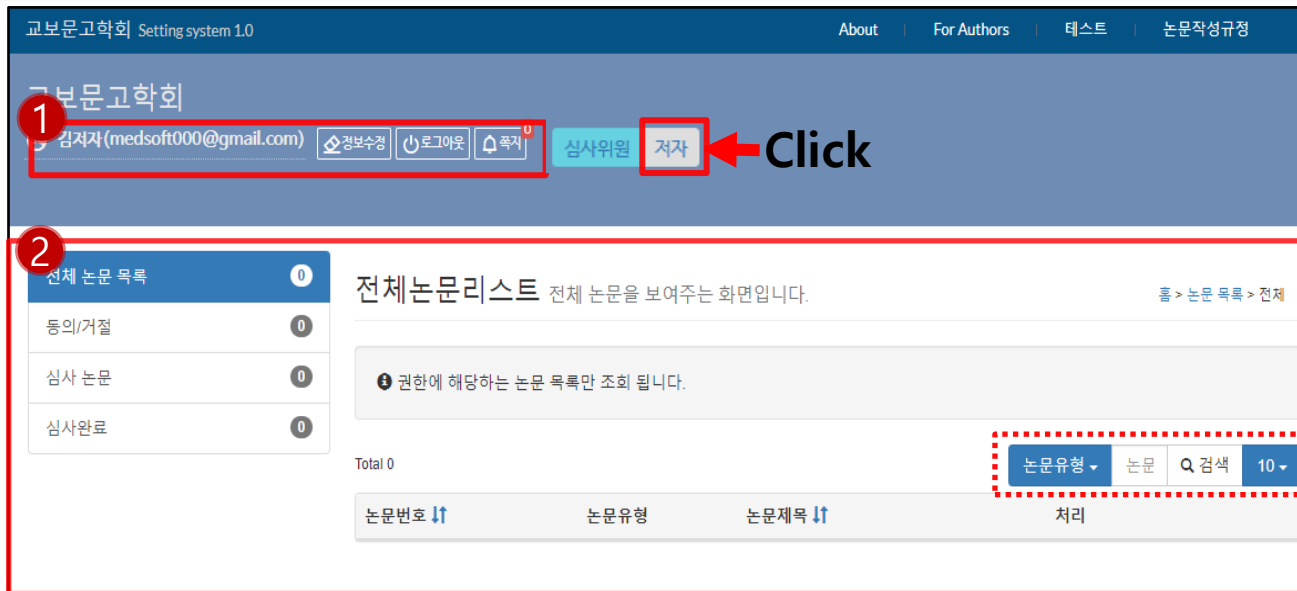 교보문고학회 Setting system 1.0 About For Authors 테스트 논문작성규정
교보문고학회
1
김저자(medsoft000@gmail.com) 정보수정 로그아웃 쪽지 0 심사위원 저자 Click
2
전체 논문 목록 0
동의/거절 0
심사 논문 0
심사완료 0
전체논문리스트 전체 논문을 보여주는 화면입니다. 홈 > 논문 목록 > 전체
권한에 해당하는 논문 목록만 조회 됩니다.
Total 0 논문유형 논문 검색 10
논문번호 논문유형 논문제목 처리